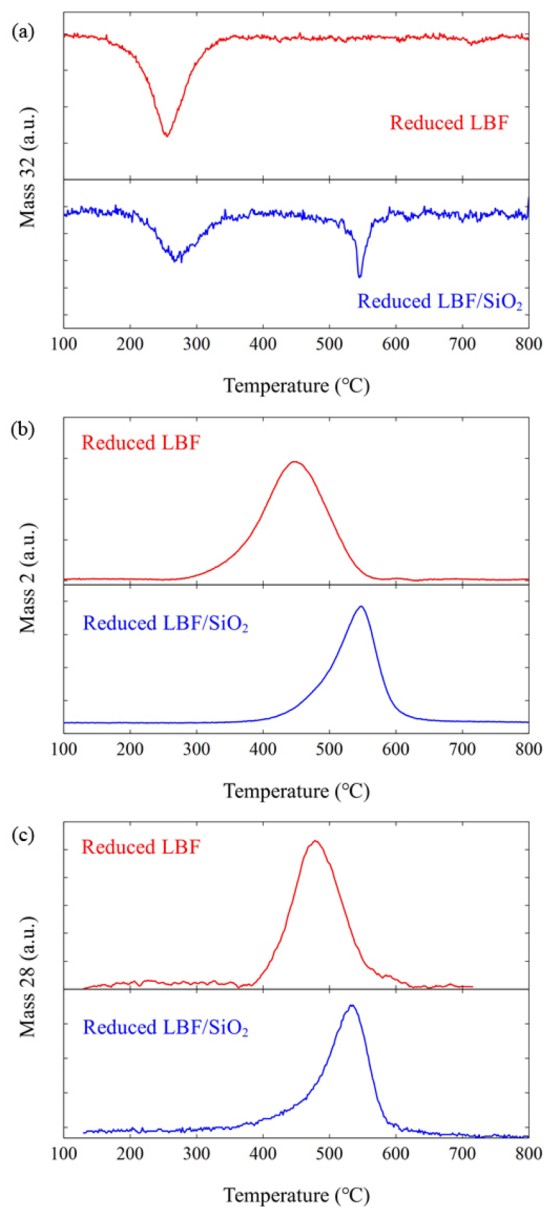 (a)
Reduced LBF
Mass 32 (a.u.)
Reduced LBF/SiO₂
100 200 300 400 500 600 700 800
Temperature (℃)
(b)
Reduced LBF
Mass 2 (a.u.)
Reduced LBF/SiO₂
100 200 300 400 500 600 700 800
Temperature (℃)
(c)
Reduced LBF
Mass 28 (a.u.)
Reduced LBF/SiO₂
100 200 300 400 500 600 700 800
Temperature (℃)